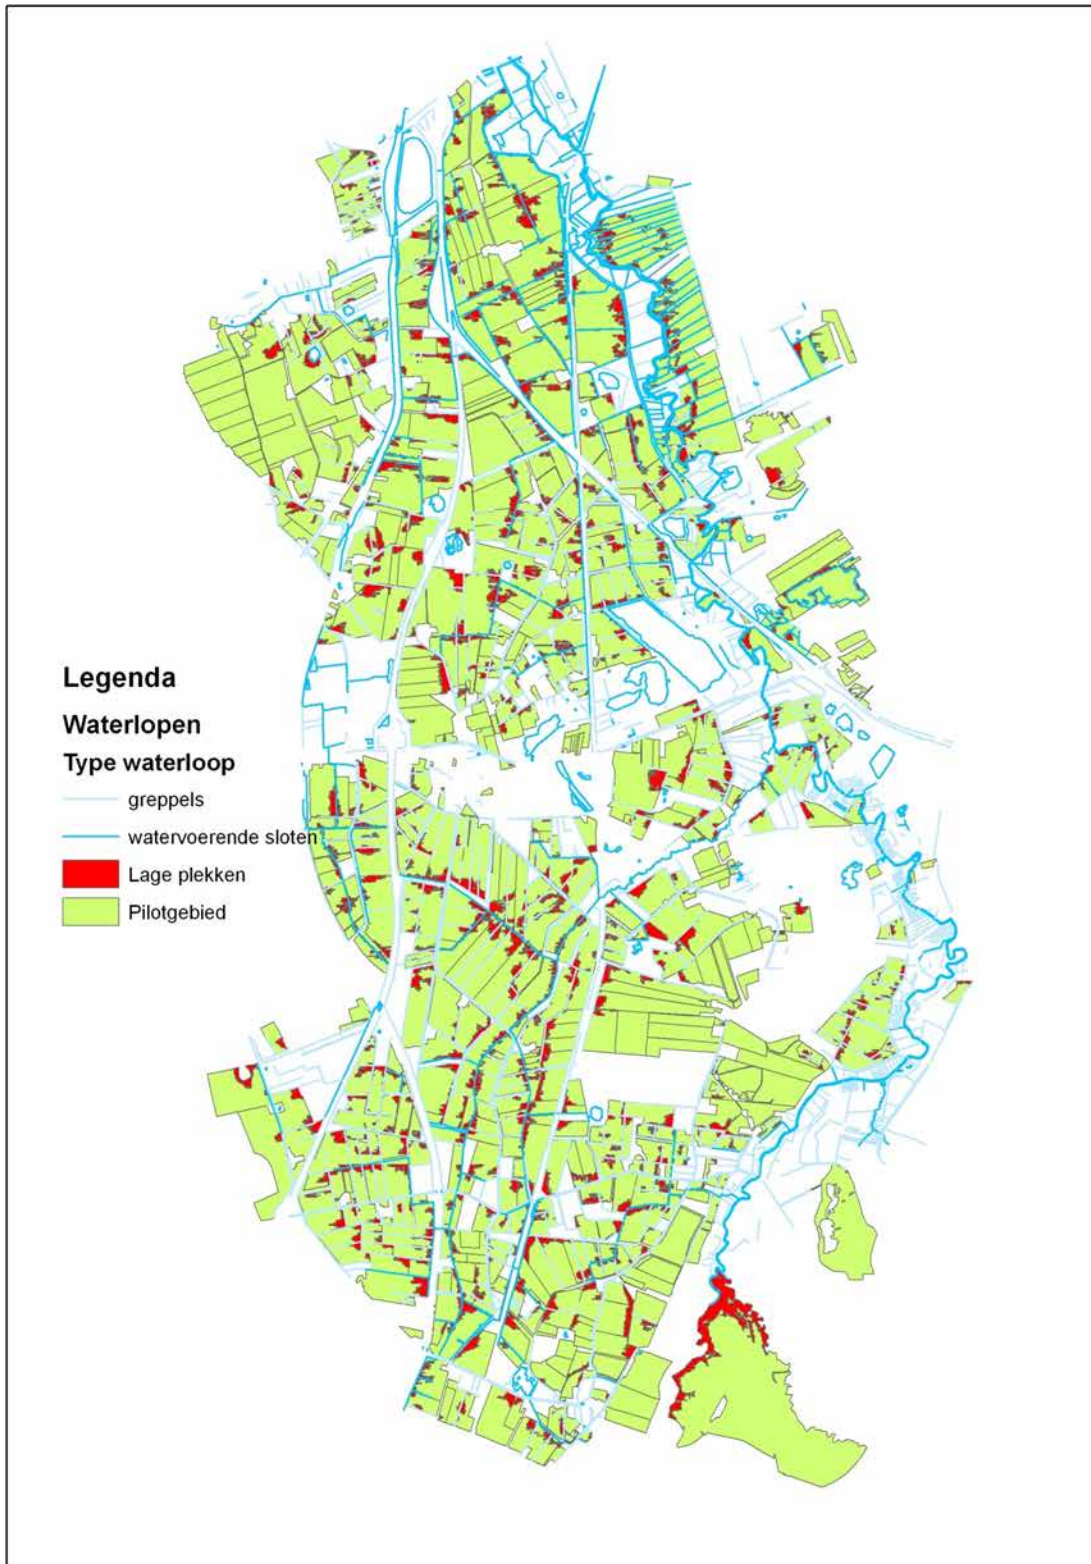 Legenda
Waterlopen
Type waterloop
greppels
watervoerende sloten
Lage plekken
Pilotgebied